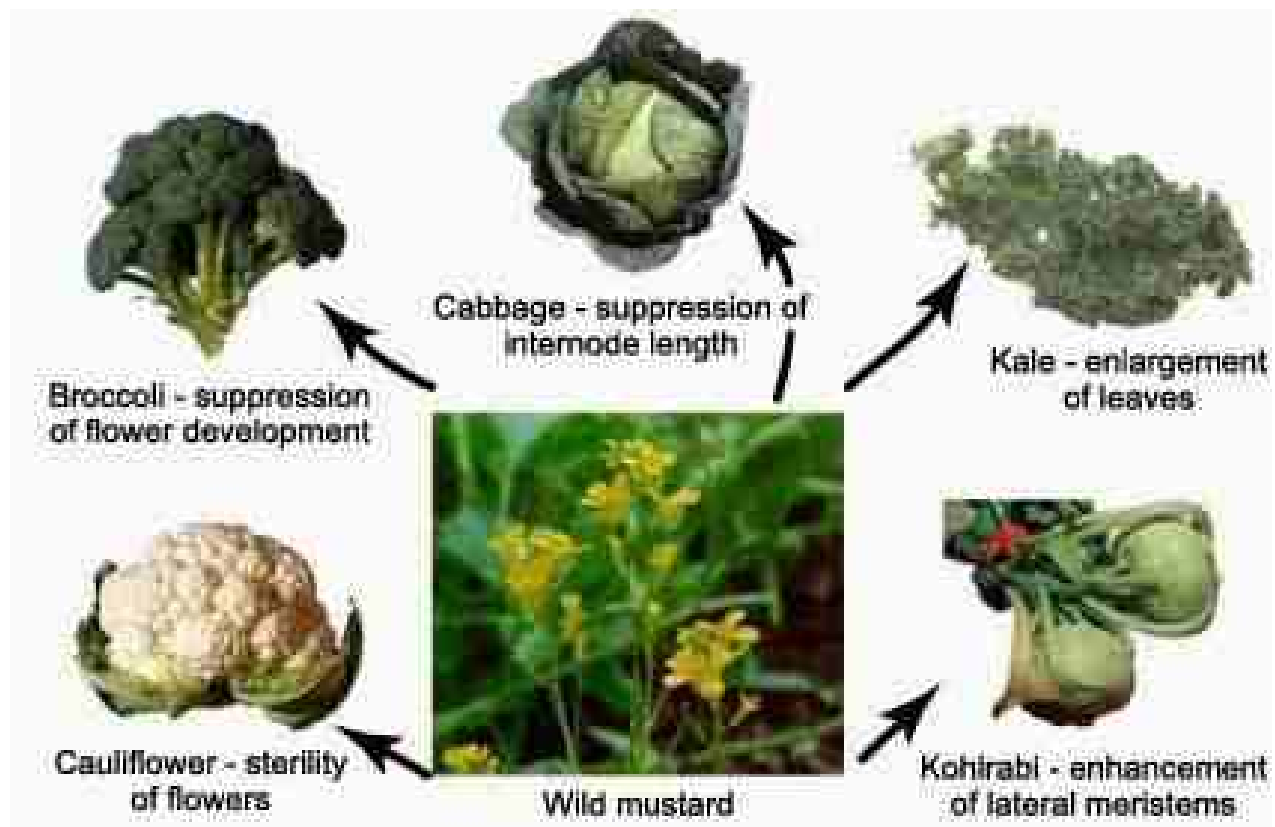 Cabbage - suppression of
internode length
Kale - enlargement
of leaves
Broccoli - suppression
of flower development
Cauliflower - sterility
of flowers
Wild mustard
Kohlrabi - enhancement
of lateral meristems